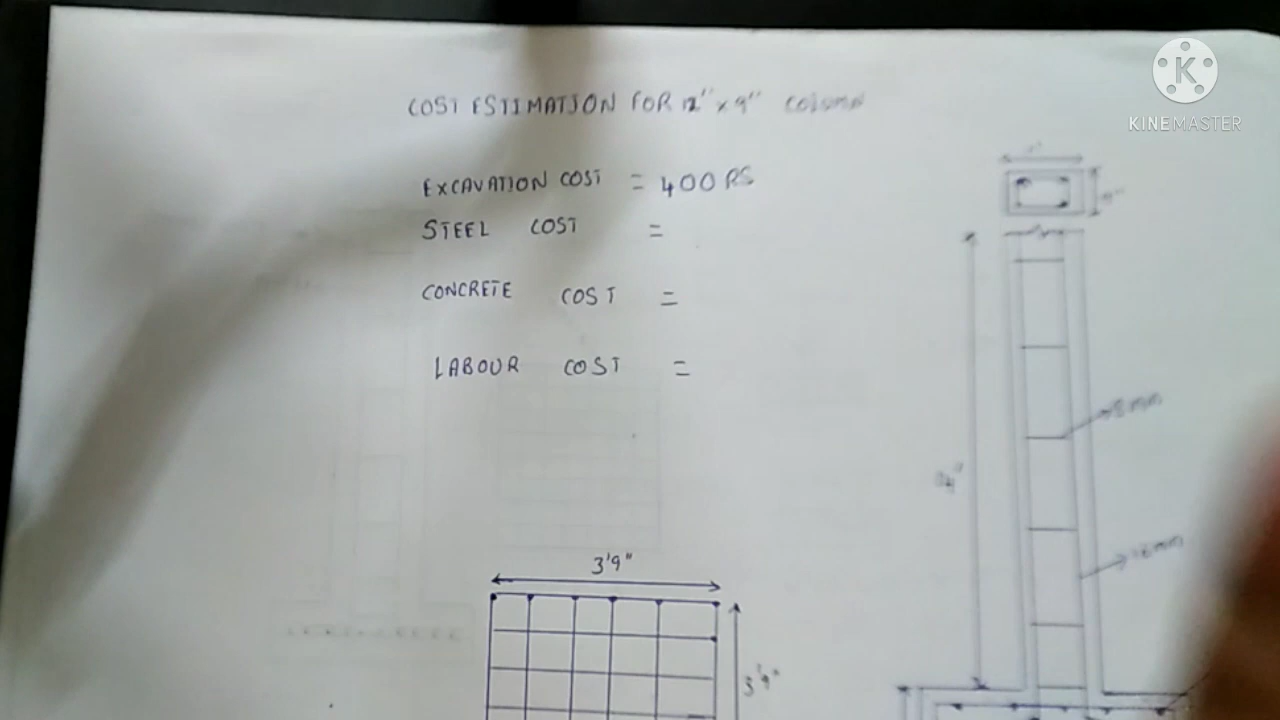 COST ESTIMATION FOR 12" x 9" COLUMN
EXCAVATION COST = 400 RS
STEEL COST =
CONCRETE COST =
LABOUR COST =
3'9"
3'9"
KINEMASTER